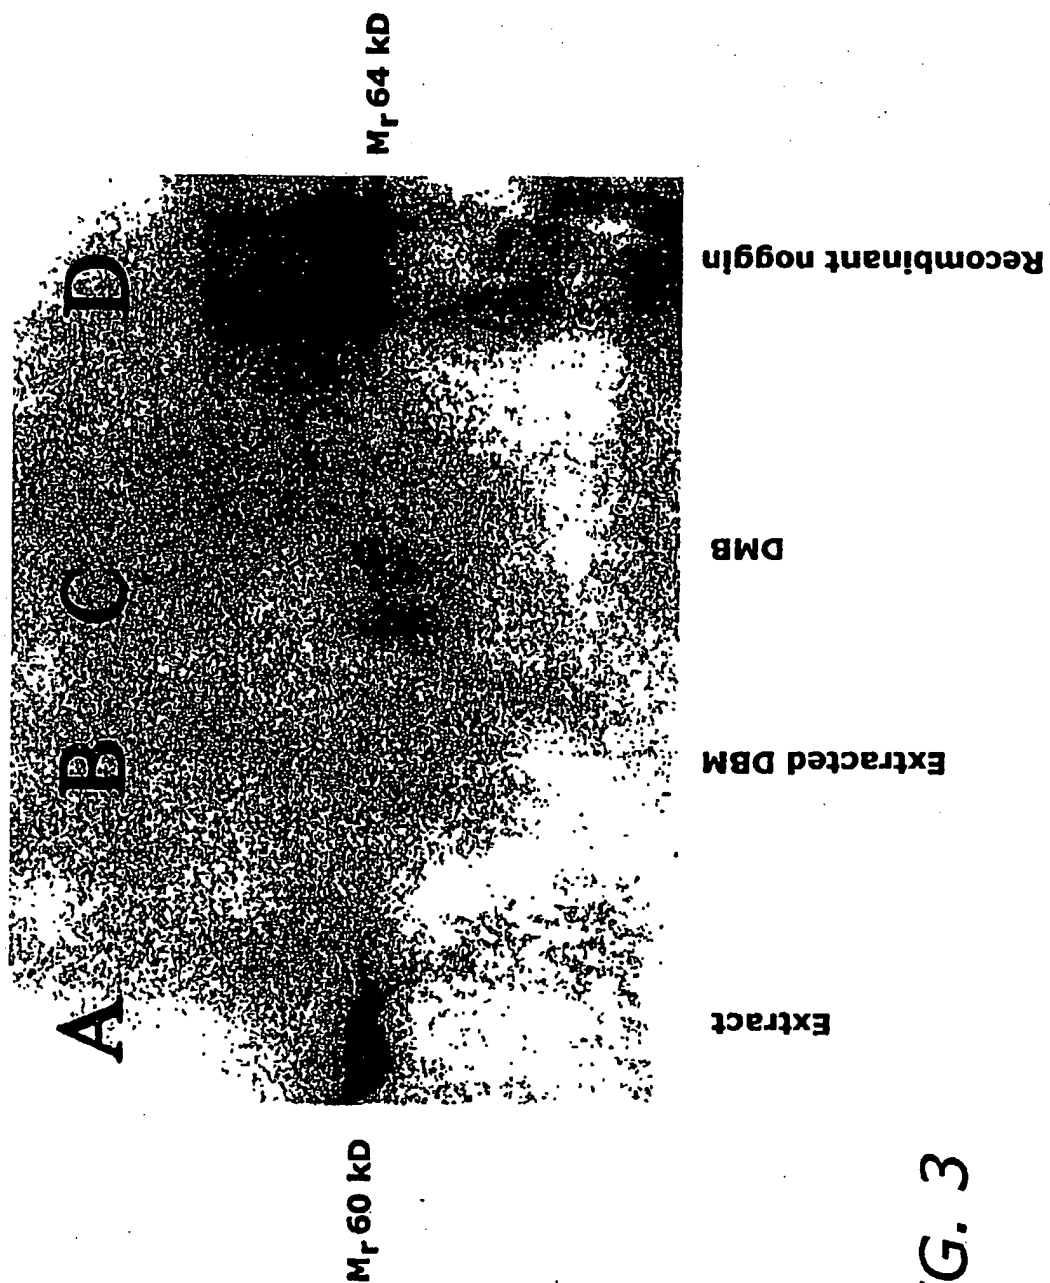 A B C D
Mr 60 kD
Mr 64 kD
Extract
Extracted DBM
DMB
Recombinant noggin
G. 3